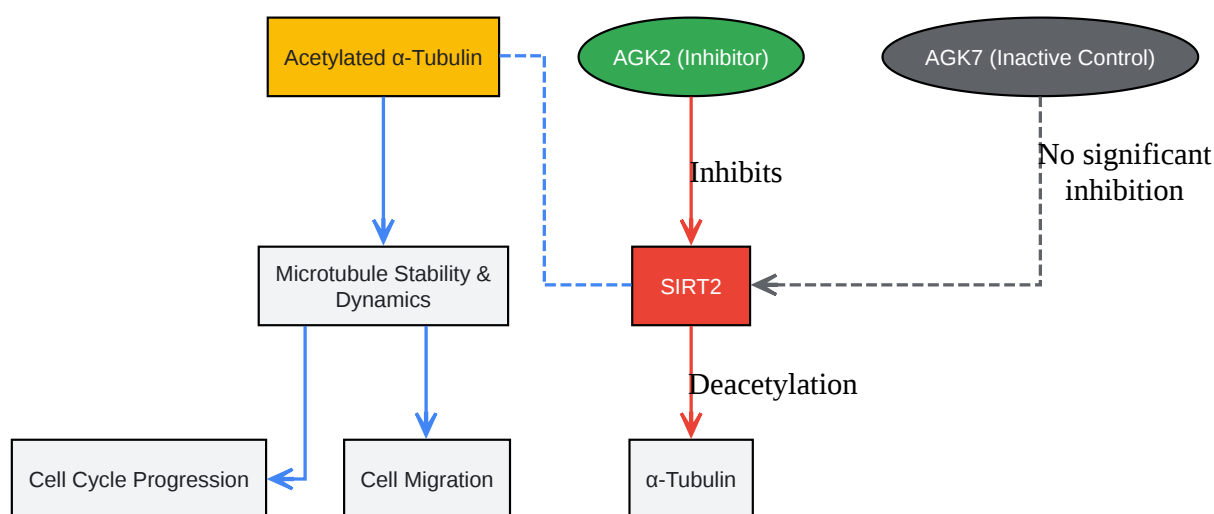 Acetylated α-Tubulin
AGK2 (Inhibitor)
AGK7 (Inactive Control)
Inhibits
No significant
inhibition
Microtubule Stability &
Dynamics
SIRT2
Deacetylation
Cell Cycle Progression
Cell Migration
α-Tubulin